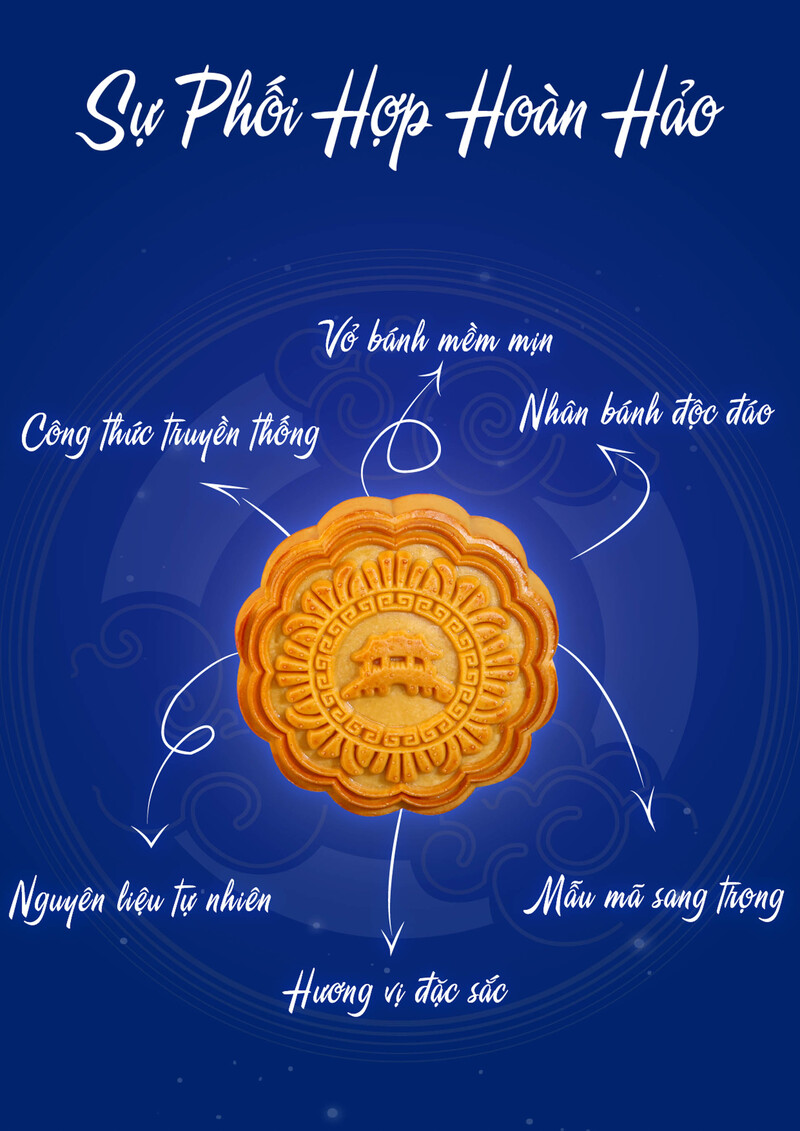 Sự Phối Hợp Hoàn Hảo
Vỏ bánh mềm mịn
Nhân bánh độc đáo
Công thức truyền thống
Nguyên liệu tự nhiên
Mẫu mã sang trọng
Hương vị đặc sắc